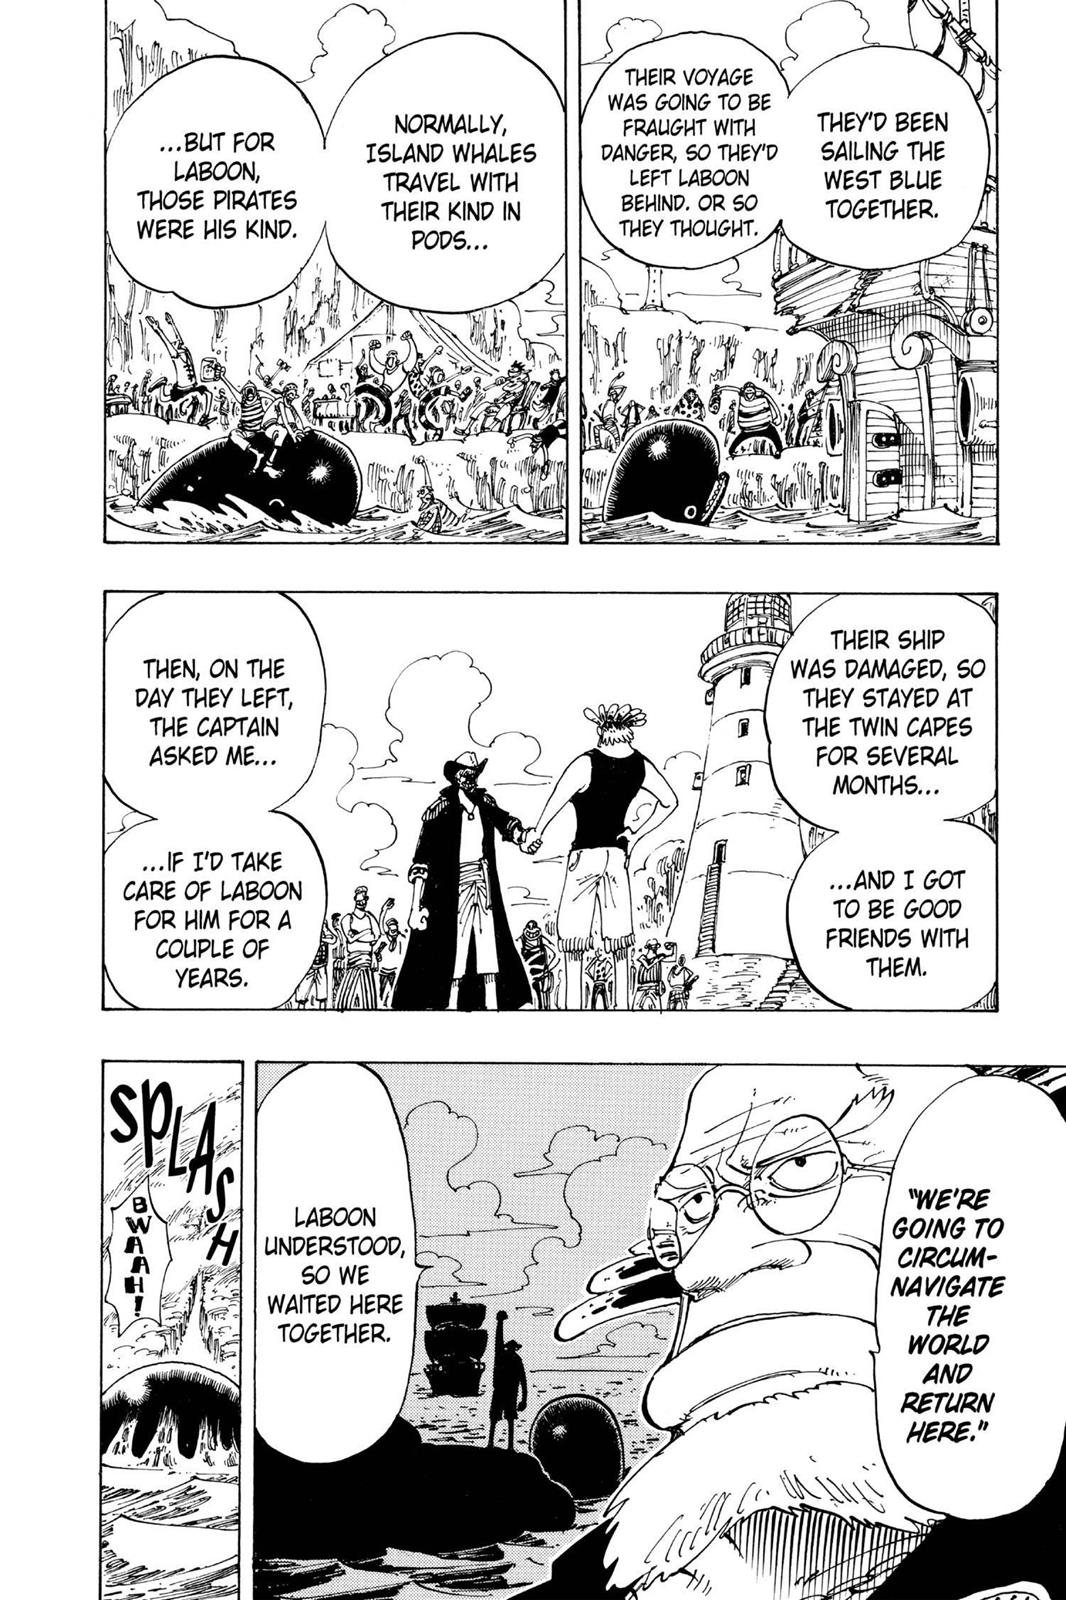 THEY'D BEEN
SAILING THE
WEST BLUE
TOGETHER.
THEIR VOYAGE
WAS GOING TO BE
FRAUGHT WITH
DANGER, SO THEY'D
LEFT LABOON
BEHIND. OR SO
THEY THOUGHT.
NORMALLY,
ISLAND WHALES
TRAVEL WITH
THEIR KIND IN
PODS...
...BUT FOR
LABOON,
THOSE PIRATES
WERE HIS KIND.
THEIR SHIP
WAS DAMAGED, SO
THEY STAYED AT
THE TWIN CAPES
FOR SEVERAL
MONTHS...
...AND I GOT
TO BE GOOD
FRIENDS WITH
THEM.
THEN, ON THE
DAY THEY LEFT,
THE CAPTAIN
ASKED ME...
...IF I'D TAKE
CARE OF LABOON
FOR HIM FOR A
COUPLE OF
YEARS.
"WE'RE
GOING TO
CIRCUM-
NAVIGATE
THE
WORLD
AND
RETURN
HERE."
LABOON
UNDERSTOOD,
SO WE
WAITED HERE
TOGETHER.
SPLASH
BWAAH!